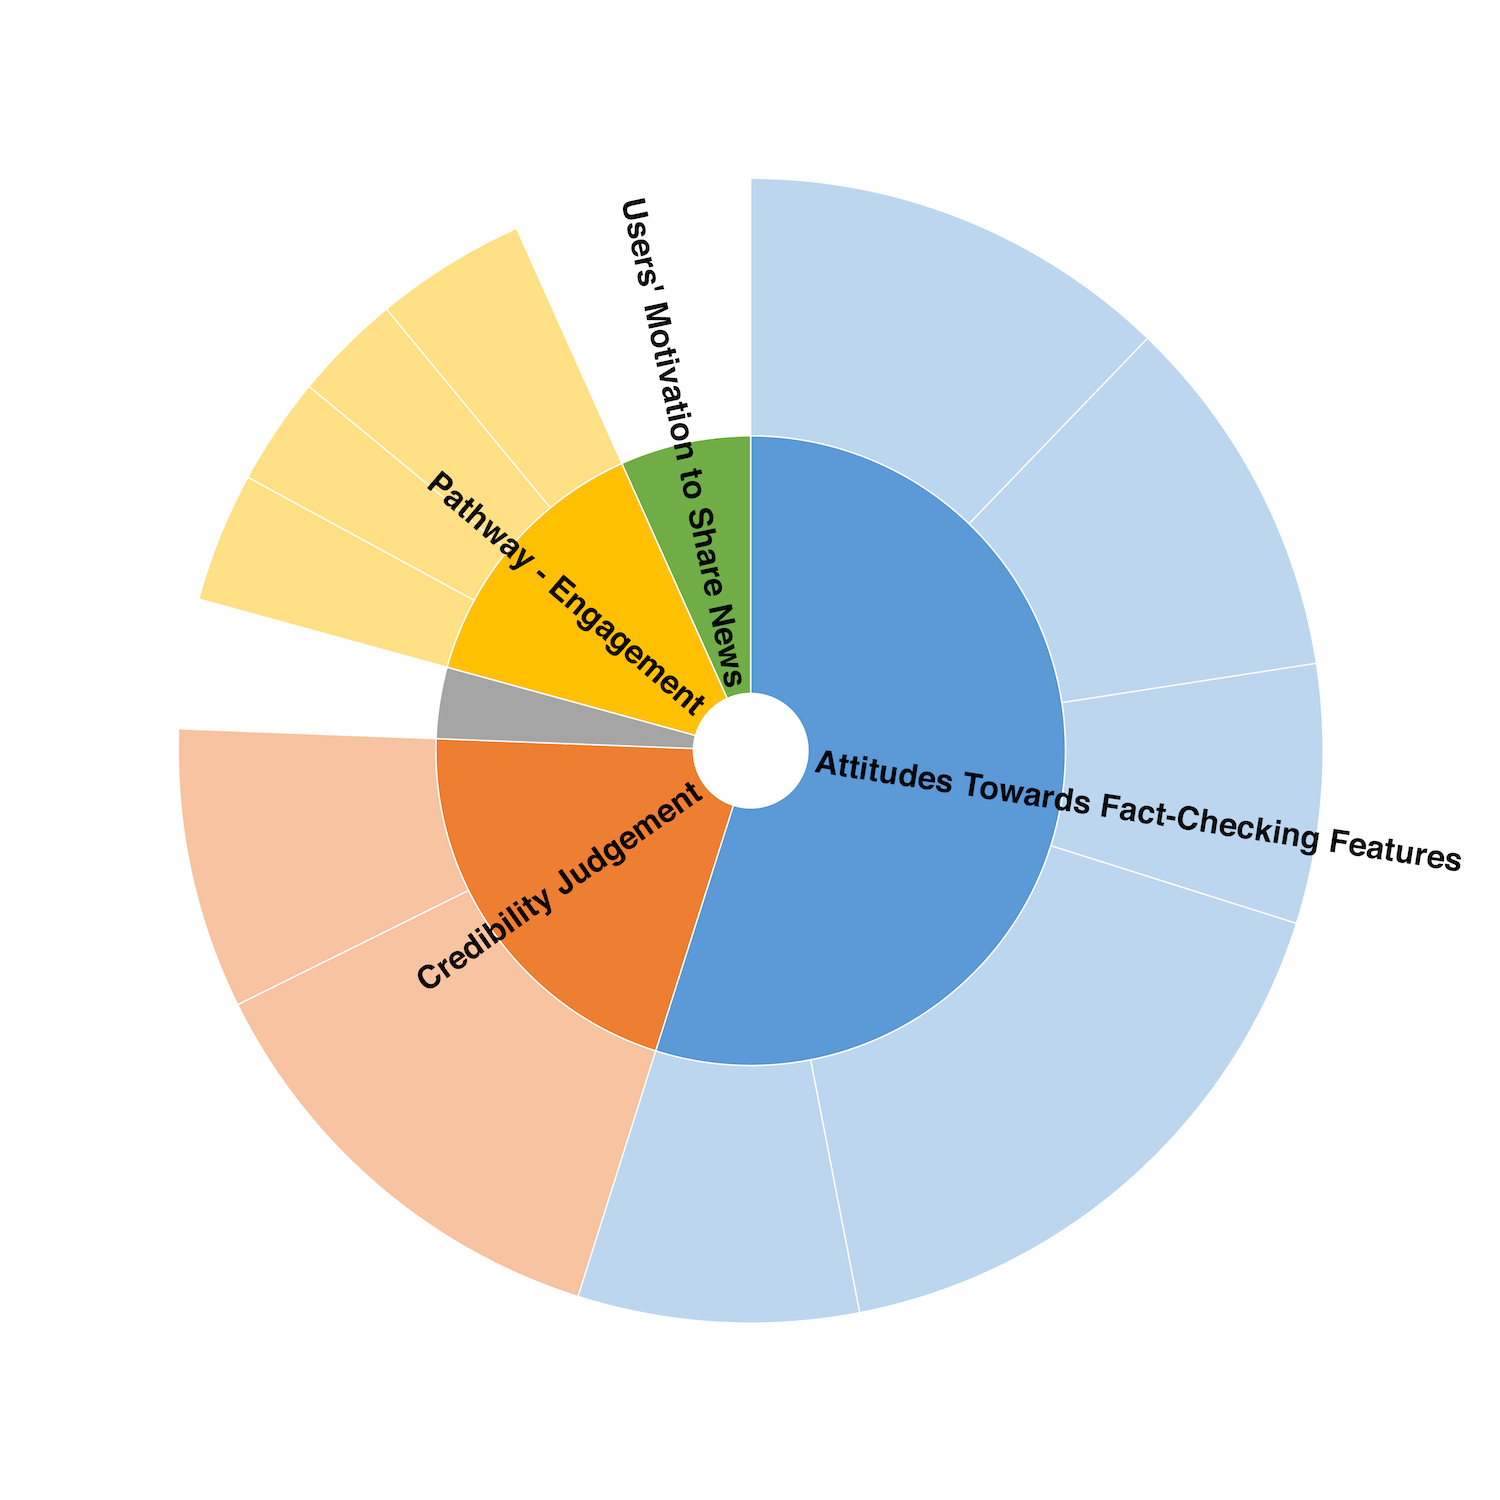 Users' Motivation to Share News
Pathway - Engagement
Attitudes Towards Fact-Checking Features
Credibility Judgement